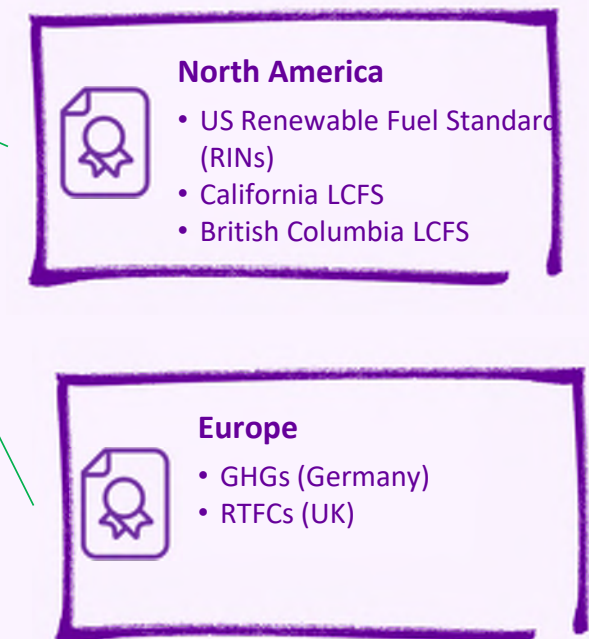 North America
• US Renewable Fuel Standard
(RINs)
• California LCFS
• British Columbia LCFS
Europe
• GHGs (Germany)
• RTFCs (UK)